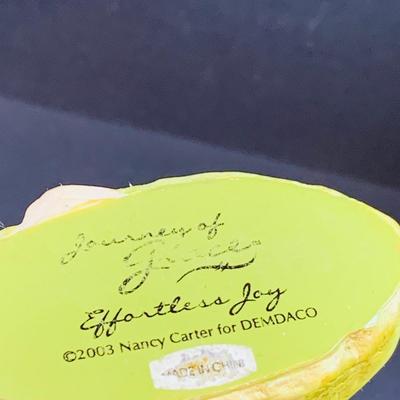 Journey of
Grace
Effortless Joy
©2003 Nancy Carter for DEMDACO
MADE IN CHINA